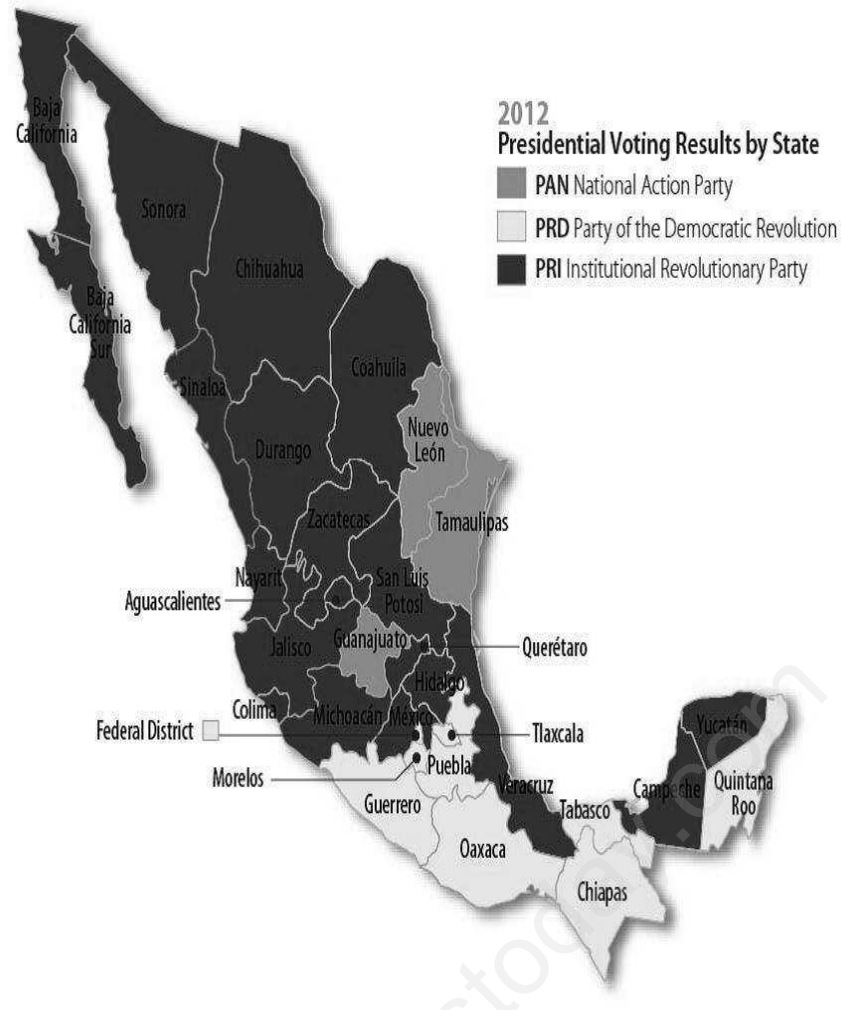 2012
Presidential Voting Results by State
PAN National Action Party
PRD Party of the Democratic Revolution
PRI Institutional Revolutionary Party
Baja
California
Sonora
Chihuahua
Baja
California
Sur
Coahuila
Sinaloa
Nuevo
León
Durango
Tamaulipas
Zacatecas
Nayarit
San Luis
Potosí
Aguascalientes
Guanajuato
Jalisco
Querétaro
Hidalgo
Colima
Michoacán
México
Federal District
Tlaxcala
Yucatán
Morelos
Puebla
Veracruz
Campeche
Quintana
Roo
Guerrero
Tabasco
Oaxaca
Chiapas